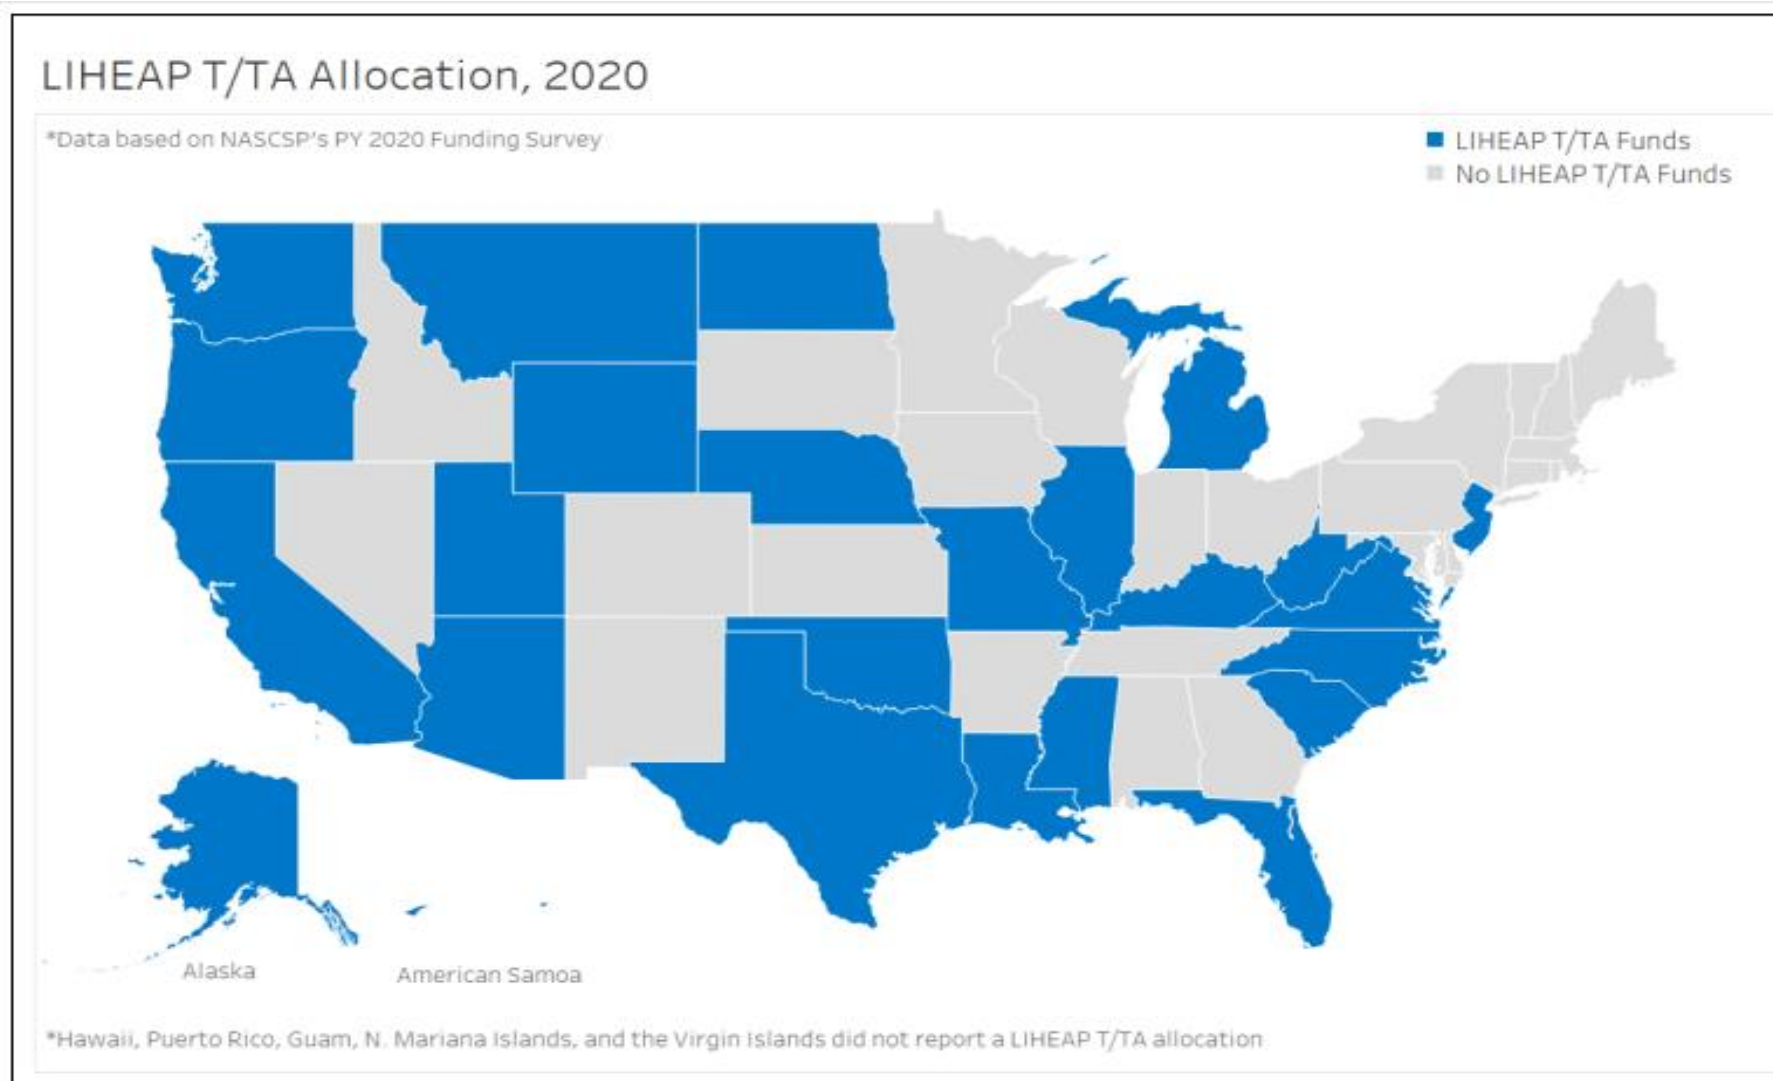 LIHEAP T/TA Allocation, 2020
*Data based on NASCSP's PY 2020 Funding Survey
LIHEAP T/TA Funds
No LIHEAP T/TA Funds
Alaska
American Samoa
*Hawaii, Puerto Rico, Guam, N. Mariana Islands, and the Virgin Islands did not report a LIHEAP T/TA allocation